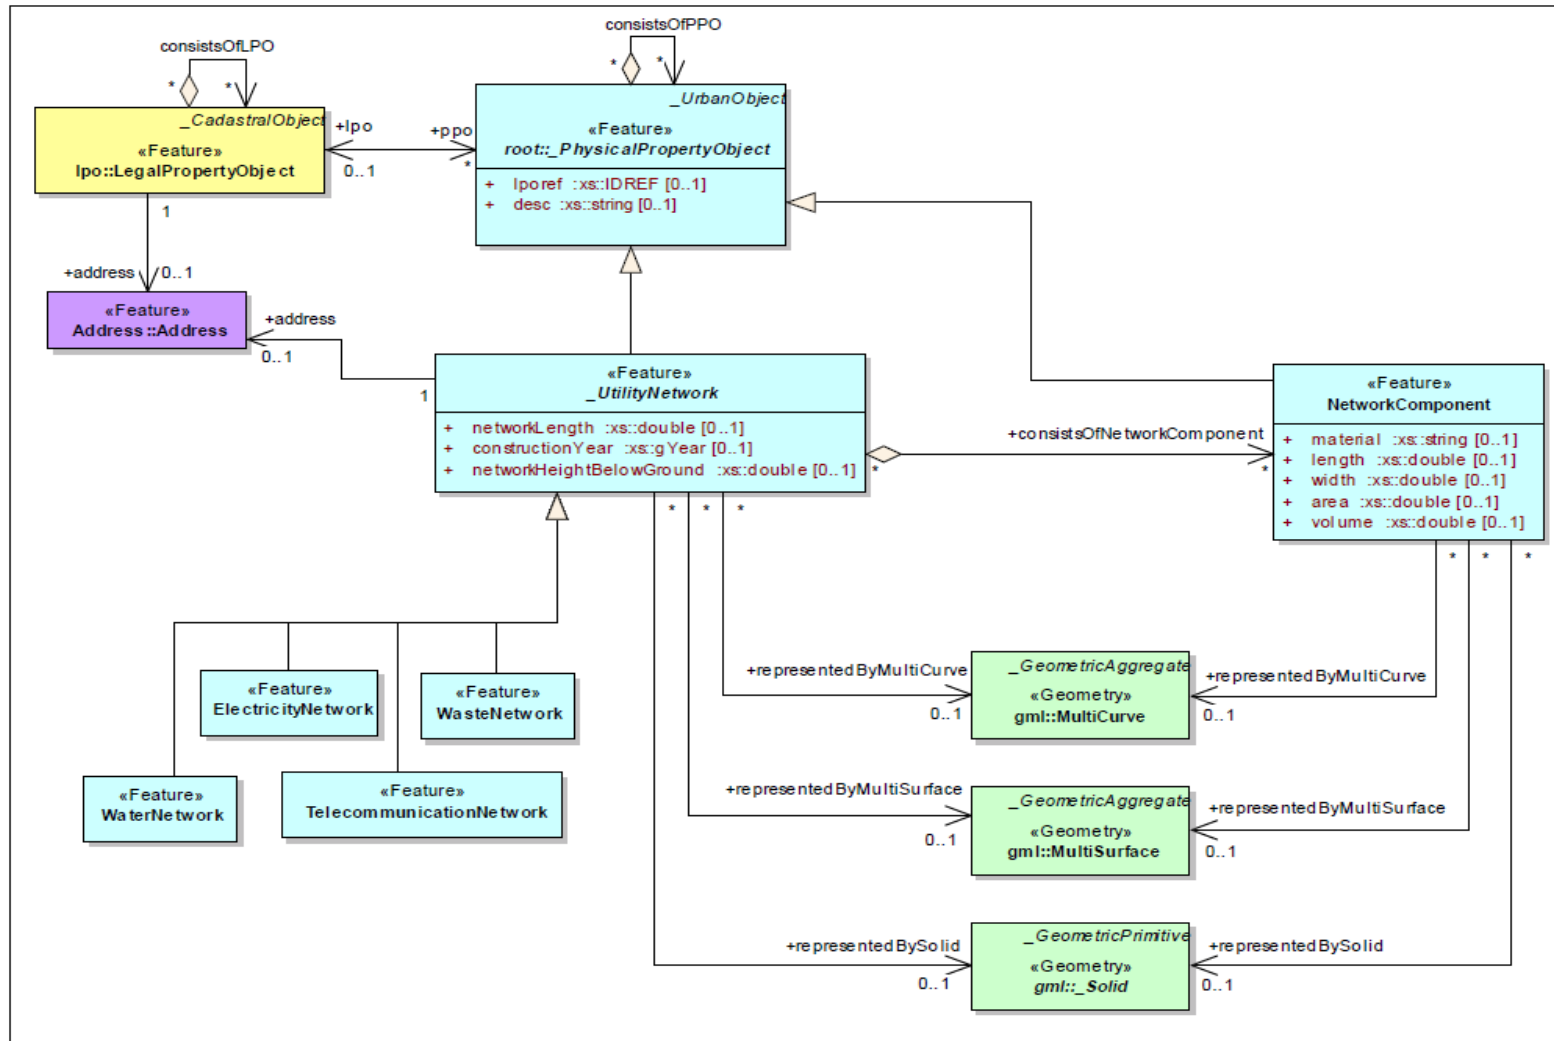 consistsOfLPO
*
*
consistsOfPPO
*
*
_CadastralObject
«Feature»
lpo::LegalPropertyObject
+lpo
0..1
+ppo
*
_UrbanObject
«Feature»
root::_PhysicalPropertyObject
+ lporef :xs::IDREF [0..1]
+ desc :xs::string [0..1]
1
+address
0..1
«Feature»
Address::Address
+address
0..1
1
«Feature»
_UtilityNetwork
+ networkLength :xs::double [0..1]
+ constructionYear :xs::gYear [0..1]
+ networkHeightBelowGround :xs::double [0..1]
*
+consistsOfNetworkComponent
*
«Feature»
NetworkComponent
+ material :xs::string [0..1]
+ length :xs::double [0..1]
+ width :xs::double [0..1]
+ area :xs::double [0..1]
+ volume :xs::double [0..1]
* * *
* * *
«Feature»
ElectricityNetwork
«Feature»
WasteNetwork
«Feature»
WaterNetwork
«Feature»
TelecommunicationNetwork
+representedByMultiCurve
0..1
_GeometricAggregate
«Geometry»
gml::MultiCurve
+representedByMultiCurve
0..1
+representedByMultiSurface
0..1
_GeometricAggregate
«Geometry»
gml::MultiSurface
+representedByMultiSurface
0..1
+representedBySolid
0..1
_GeometricPrimitive
«Geometry»
gml::_Solid
+representedBySolid
0..1